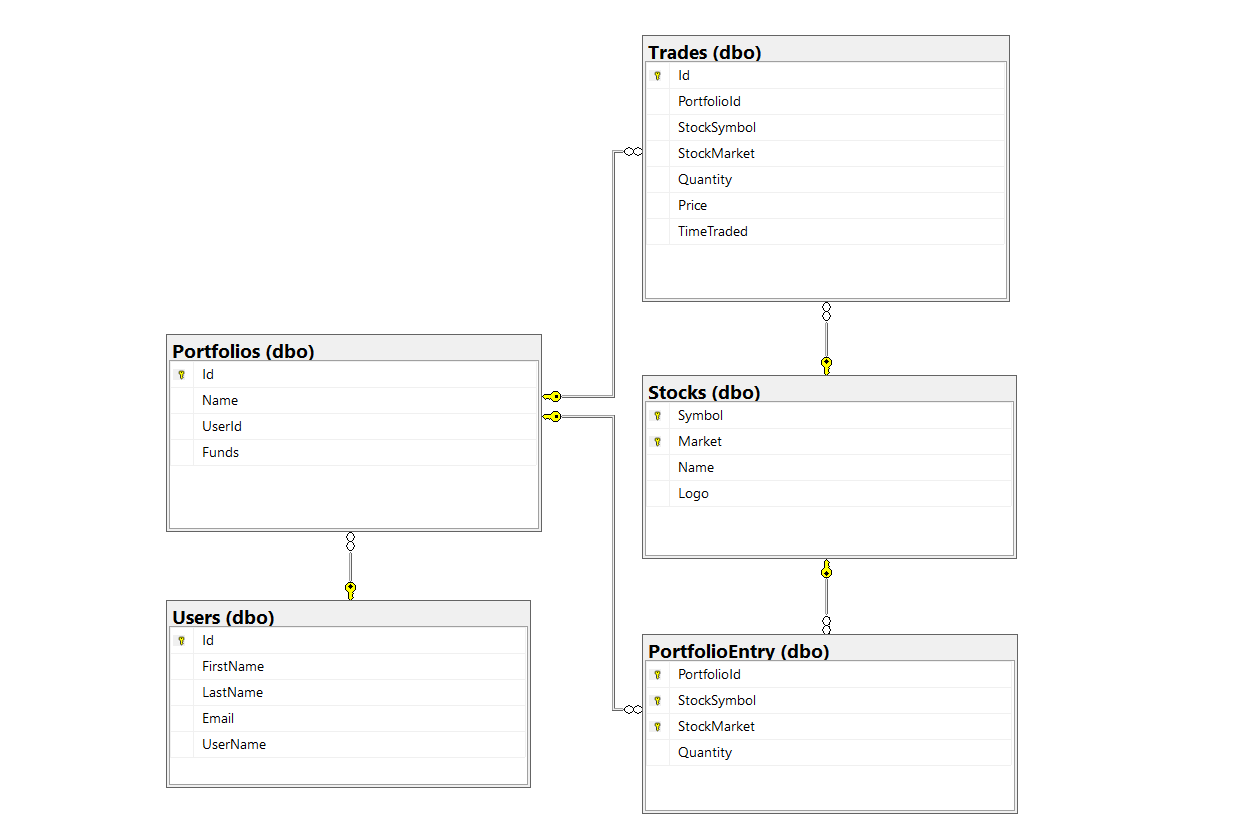 Trades (dbo)
Id
PortfolioId
StockSymbol
StockMarket
Quantity
Price
TimeTraded
Portfolios (dbo)
Id
Name
UserId
Funds
Stocks (dbo)
Symbol
Market
Name
Logo
Users (dbo)
Id
FirstName
LastName
Email
UserName
PortfolioEntry (dbo)
PortfolioId
StockSymbol
StockMarket
Quantity